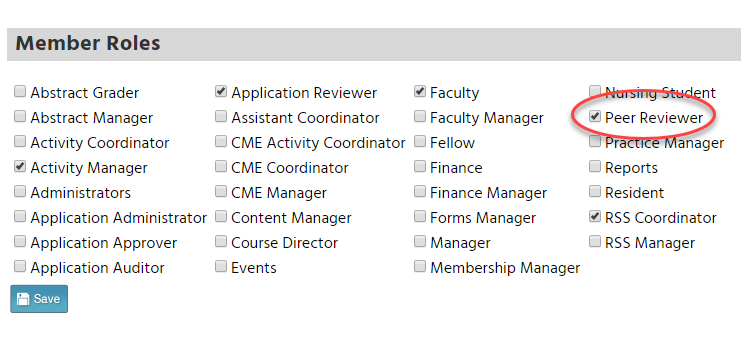 Member Roles
Abstract Grader Application Reviewer Faculty Nursing Student
Abstract Manager Assistant Coordinator Faculty Manager Peer Reviewer
Activity Coordinator CME Activity Coordinator Fellow Practice Manager
Activity Manager CME Coordinator Finance Reports
Administrators CME Manager Finance Manager Resident
Application Administrator Content Manager Forms Manager RSS Coordinator
Application Approver Course Director Manager RSS Manager
Application Auditor Events Membership Manager
Save